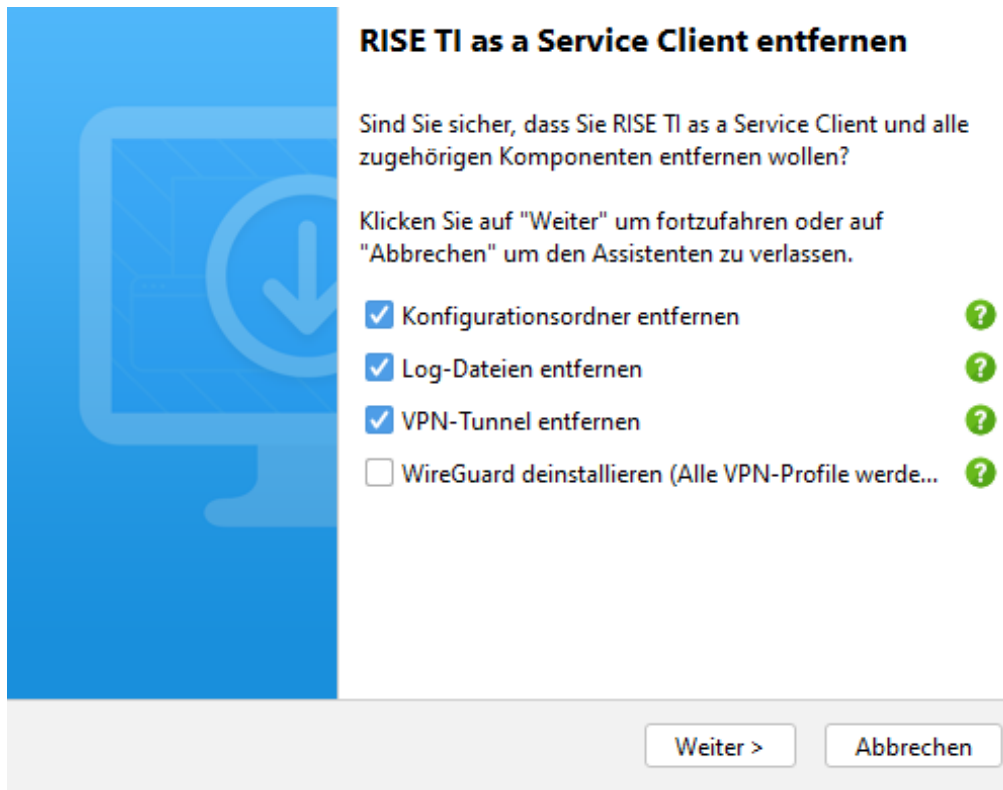 RISE TI as a Service Client entfernen
Sind Sie sicher, dass Sie RISE TI as a Service Client und alle
zugehörigen Komponenten entfernen wollen?
Klicken Sie auf "Weiter" um fortzufahren oder auf
"Abbrechen" um den Assistenten zu verlassen.
Konfigurationsordner entfernen ?
Log-Dateien entfernen ?
VPN-Tunnel entfernen ?
WireGuard deinstallieren (Alle VPN-Profile werde... ?
Weiter > Abbrechen